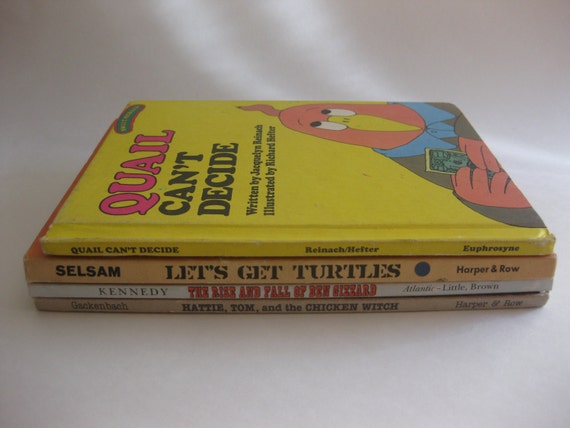 QUAIL
CAN'T
DECIDE
Written by Jacquelyn Reinach
Illustrated by Richard Hefter
QUAIL CAN'T DECIDE Reinach/Hefter Euphrosyne
SELSAM LET'S GET TURTLES Harper & Row
KENNEDY THE RISE AND FALL OF BEN GIZZARD Atlantic-Little, Brown
Gackenbach HATTIE, TOM, and the CHICKEN WITCH Harper & Row